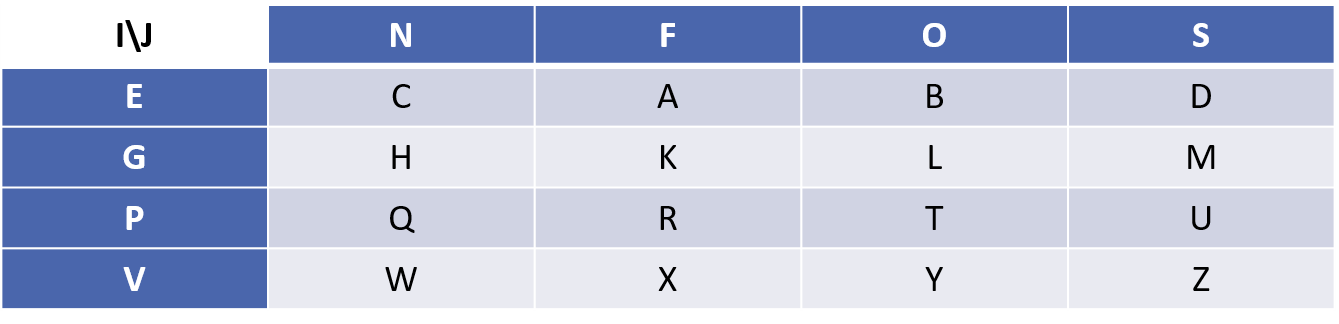 I\J N F O S
E C A B D
G H K L M
P Q R T U
V W X Y Z